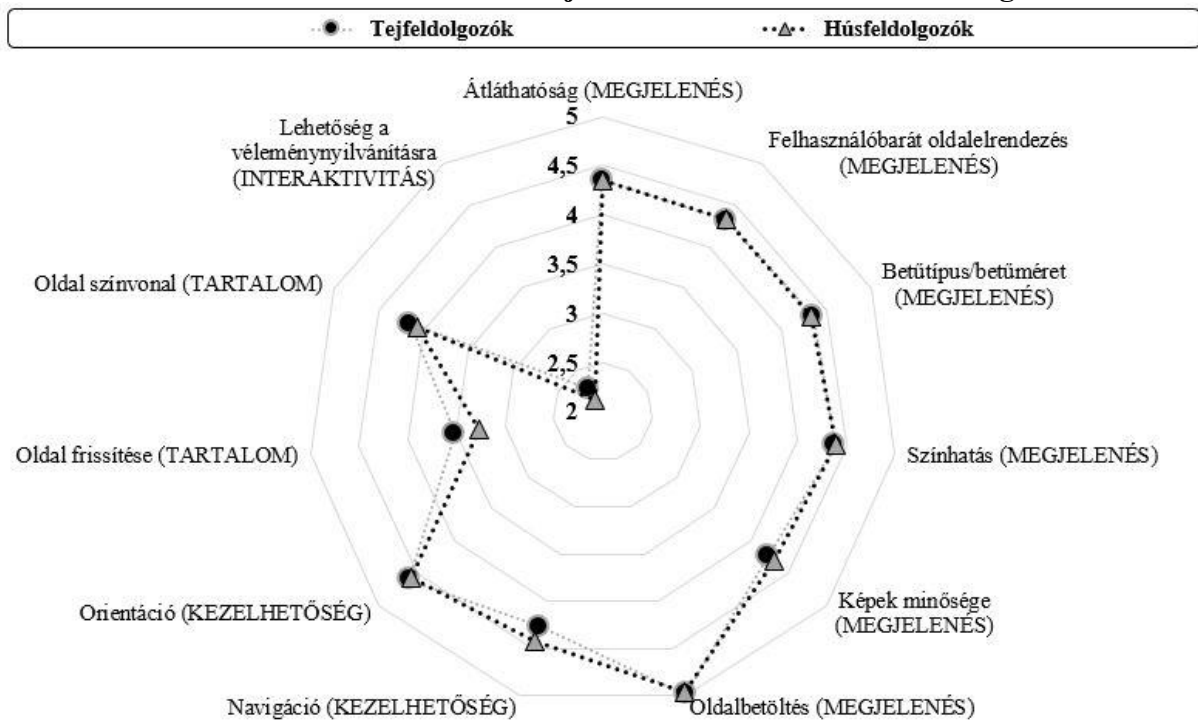 Tejfeldolgozók
Húsfeldolgozók
Átláthatóság (MEGJELENÉS)
Felhasználóbarát oldalelrendezés
(MEGJELENÉS)
Betűtípus/betűméret
(MEGJELENÉS)
Színhatás (MEGJELENÉS)
Képek minősége
(MEGJELENÉS)
Oldalbetöltés (MEGJELENÉS)
Navigáció (KEZELHETŐSÉG)
Orientáció (KEZELHETŐSÉG)
Oldal frissítése (TARTALOM)
Oldal színvonal (TARTALOM)
Lehetőség a
véleménynyilvánításra
(INTERAKTIVITÁS)
5
4,5
4
3,5
3
2,5
2